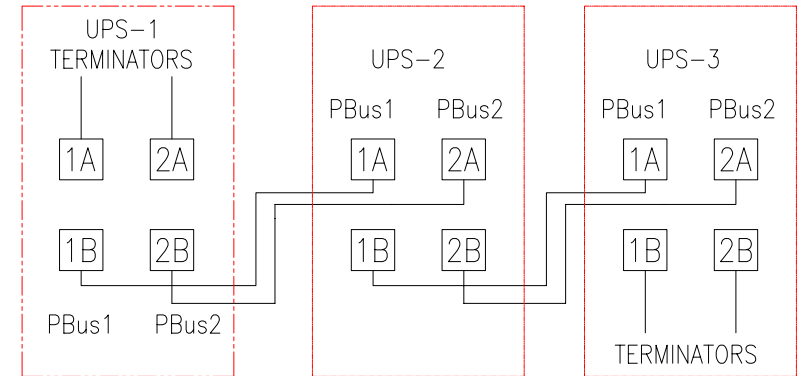 UPS-1
TERMINATORS
1A
2A
1B
2B
PBus1
PBus2
UPS-2
PBus1
PBus2
1A
2A
1B
2B
UPS-3
PBus1
PBus2
1A
2A
1B
2B
TERMINATORS